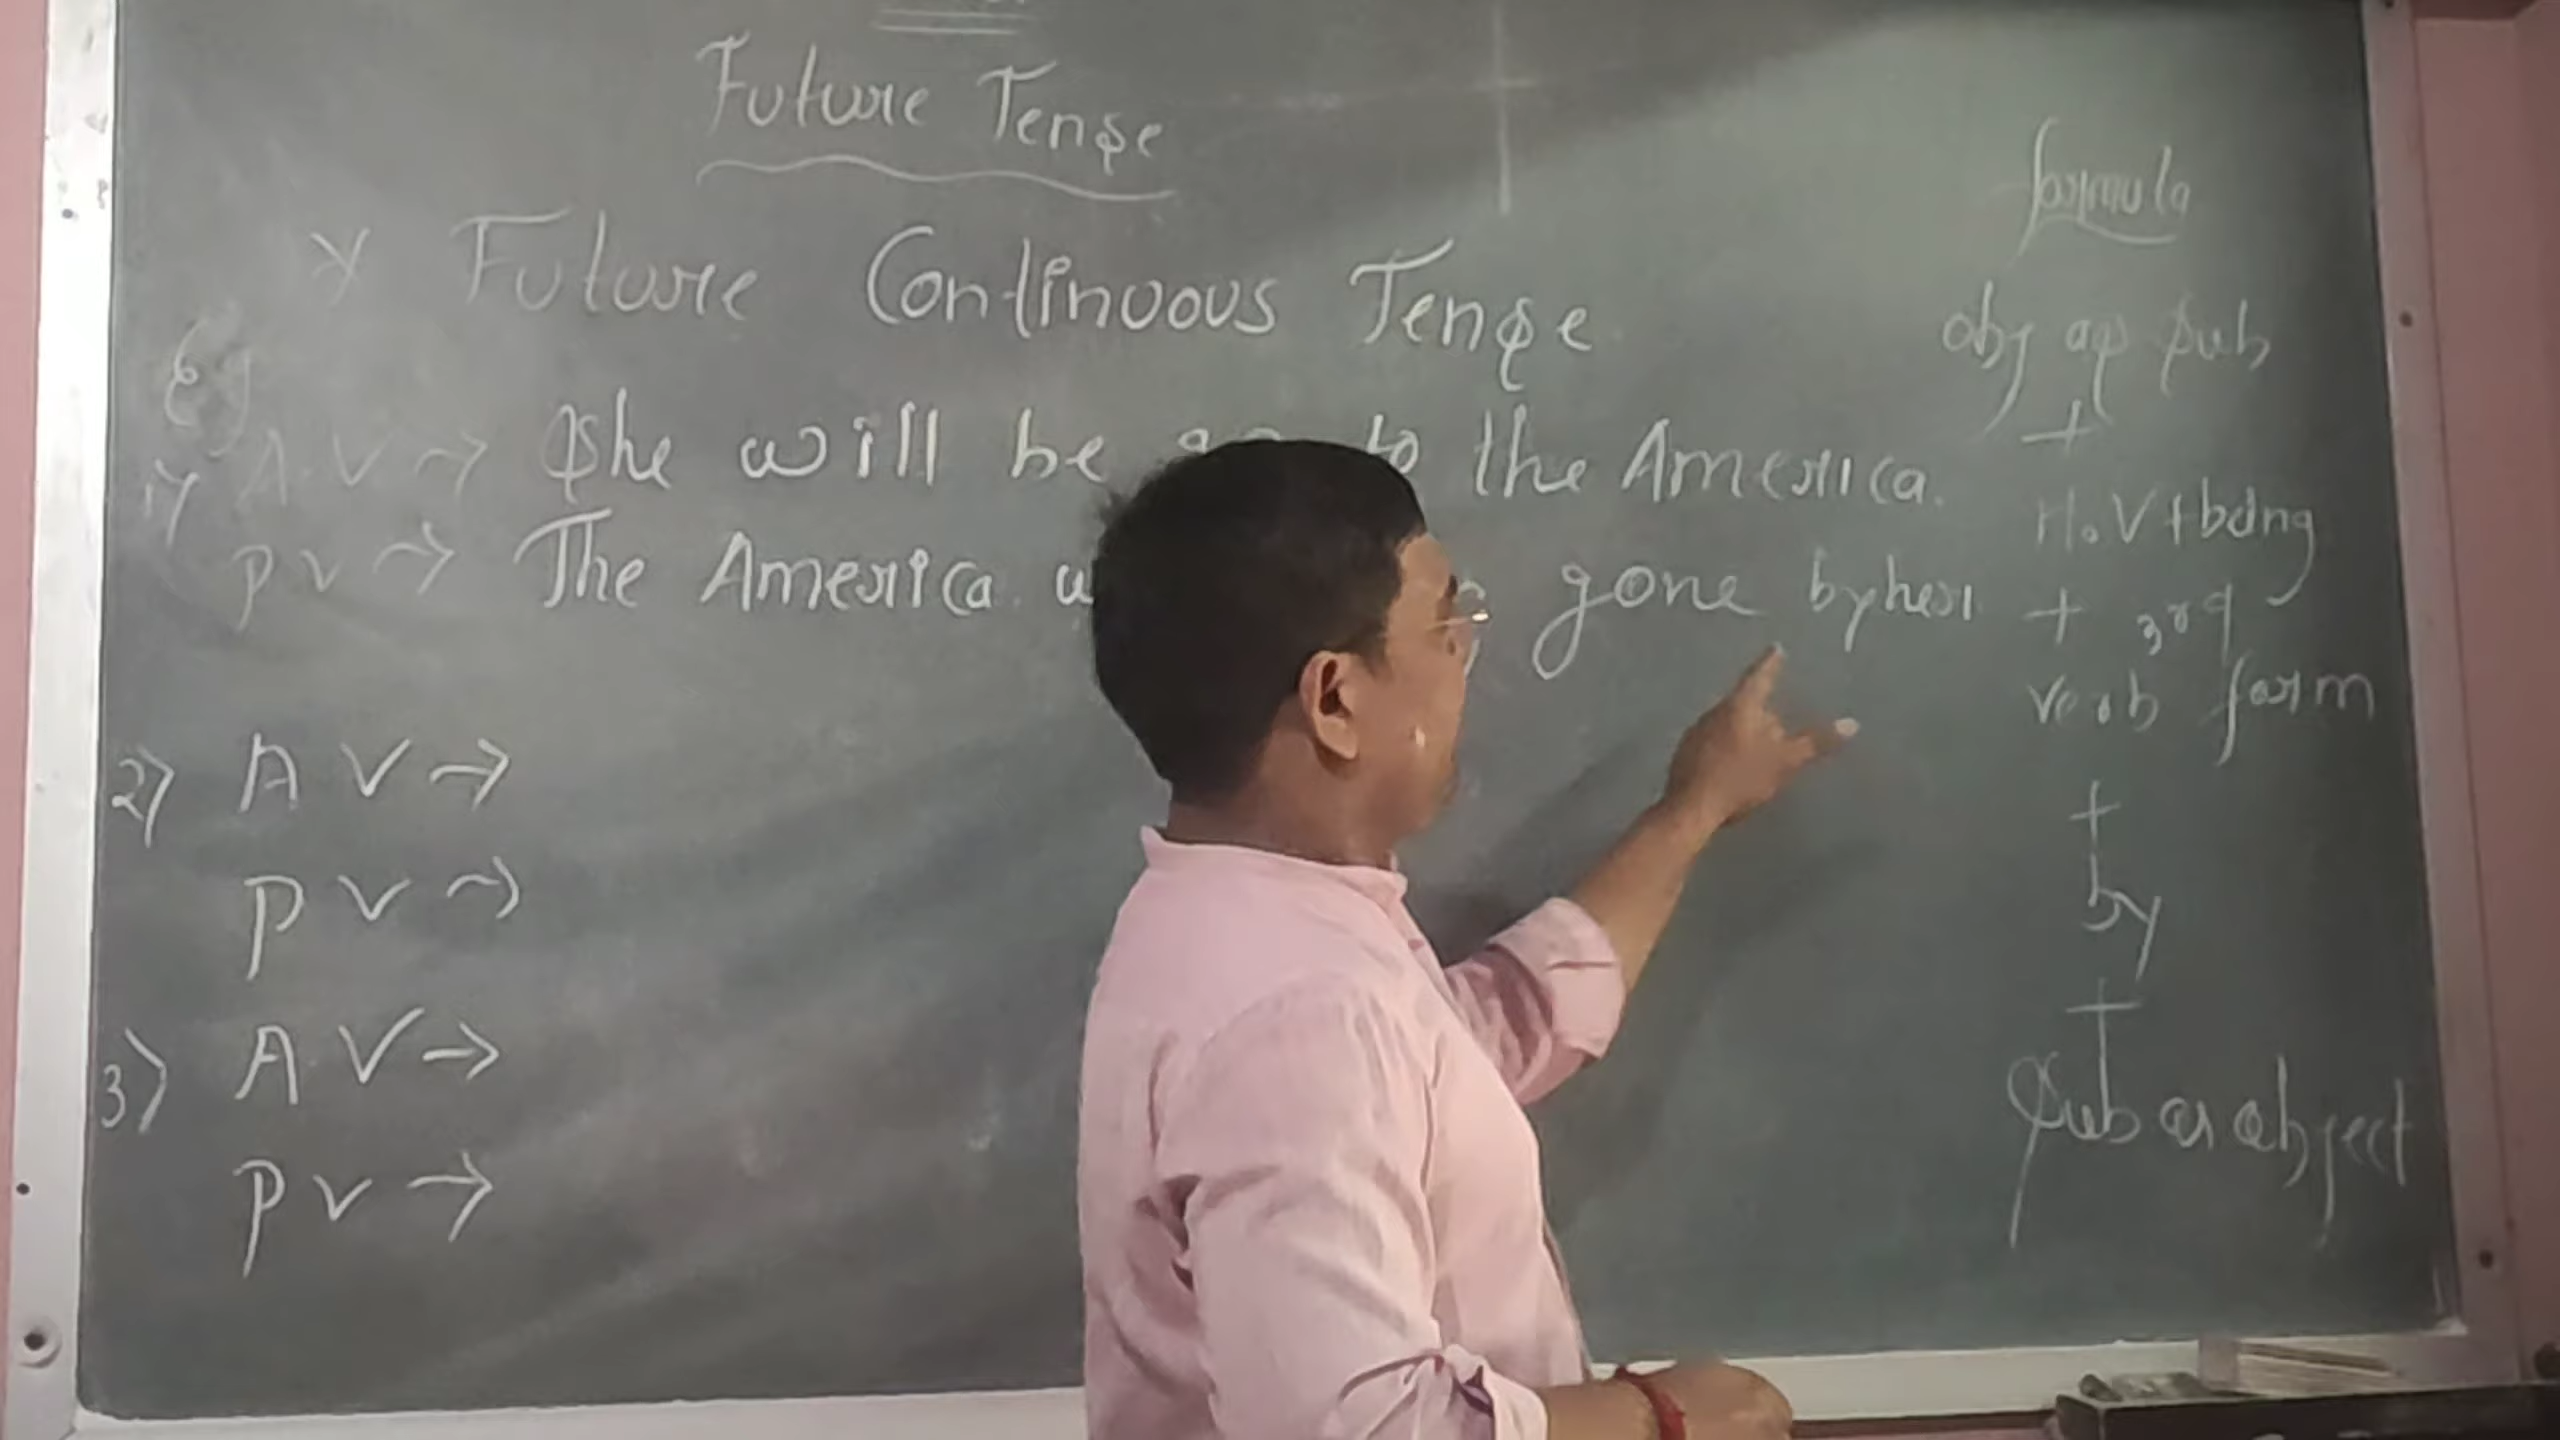 Future Tense
Future Continuous Tense
Eg
1) A.V → She will be to the America.
P V → The America gone by her
2) A V →
P V →
3) A V →
P V →
formula
obj as sub
+
H.V + being
+ 3rd
verb form
+
by
+
Sub as object